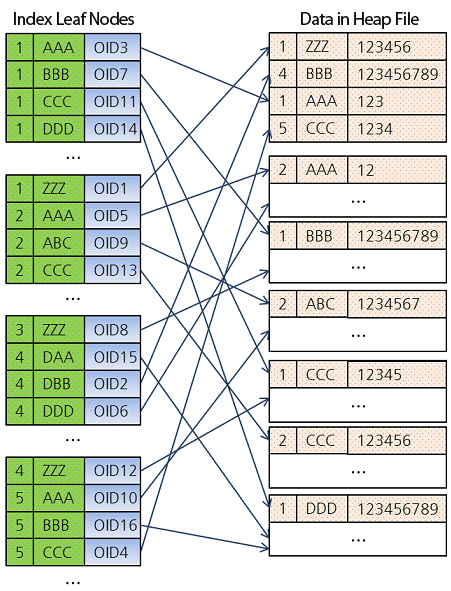 Index Leaf Nodes
1 AAA OID3
1 BBB OID7
1 CCC OID11
1 DDD OID14
...
1 ZZZ OID1
2 AAA OID5
2 ABC OID9
2 CCC OID13
...
3 ZZZ OID8
4 DAA OID15
4 DBB OID2
4 DDD OID6
...
4 ZZZ OID12
5 AAA OID10
5 BBB OID16
5 CCC OID4
...
Data in Heap File
1 ZZZ 123456
4 BBB 123456789
1 AAA 123
5 CCC 1234
2 AAA 12
...
1 BBB 123456789
...
2 ABC 1234567
...
1 CCC 12345
...
2 CCC 123456
...
1 DDD 123456789
...